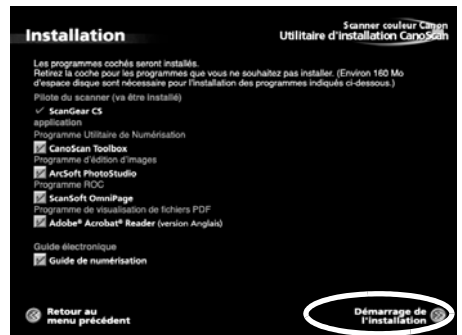 Installation
Scanner couleur Canon
Utilitaire d'installation CanoScan
Les programmes cochés seront installés.
Retirez la coche pour les programmes que vous ne souhaitez pas installer. (Environ 160 Mo
d'espace disque sont nécessaire pour l'installation des programmes indiqués ci-dessous.)
Pilote du scanner (va être installé)
ScanGear CS
application
Programme Utilitaire de Numérisation
CanoScan Toolbox
Programme d'édition d'images
ArcSoft PhotoStudio
Programme ROC
ScanSoft OmniPage
Programme de visualisation de fichiers PDF
Adobe® Acrobat® Reader (version Anglais)
Guide électronique
Guide de numérisation
Retour au
menu précédent
Démarrage de
l'installation